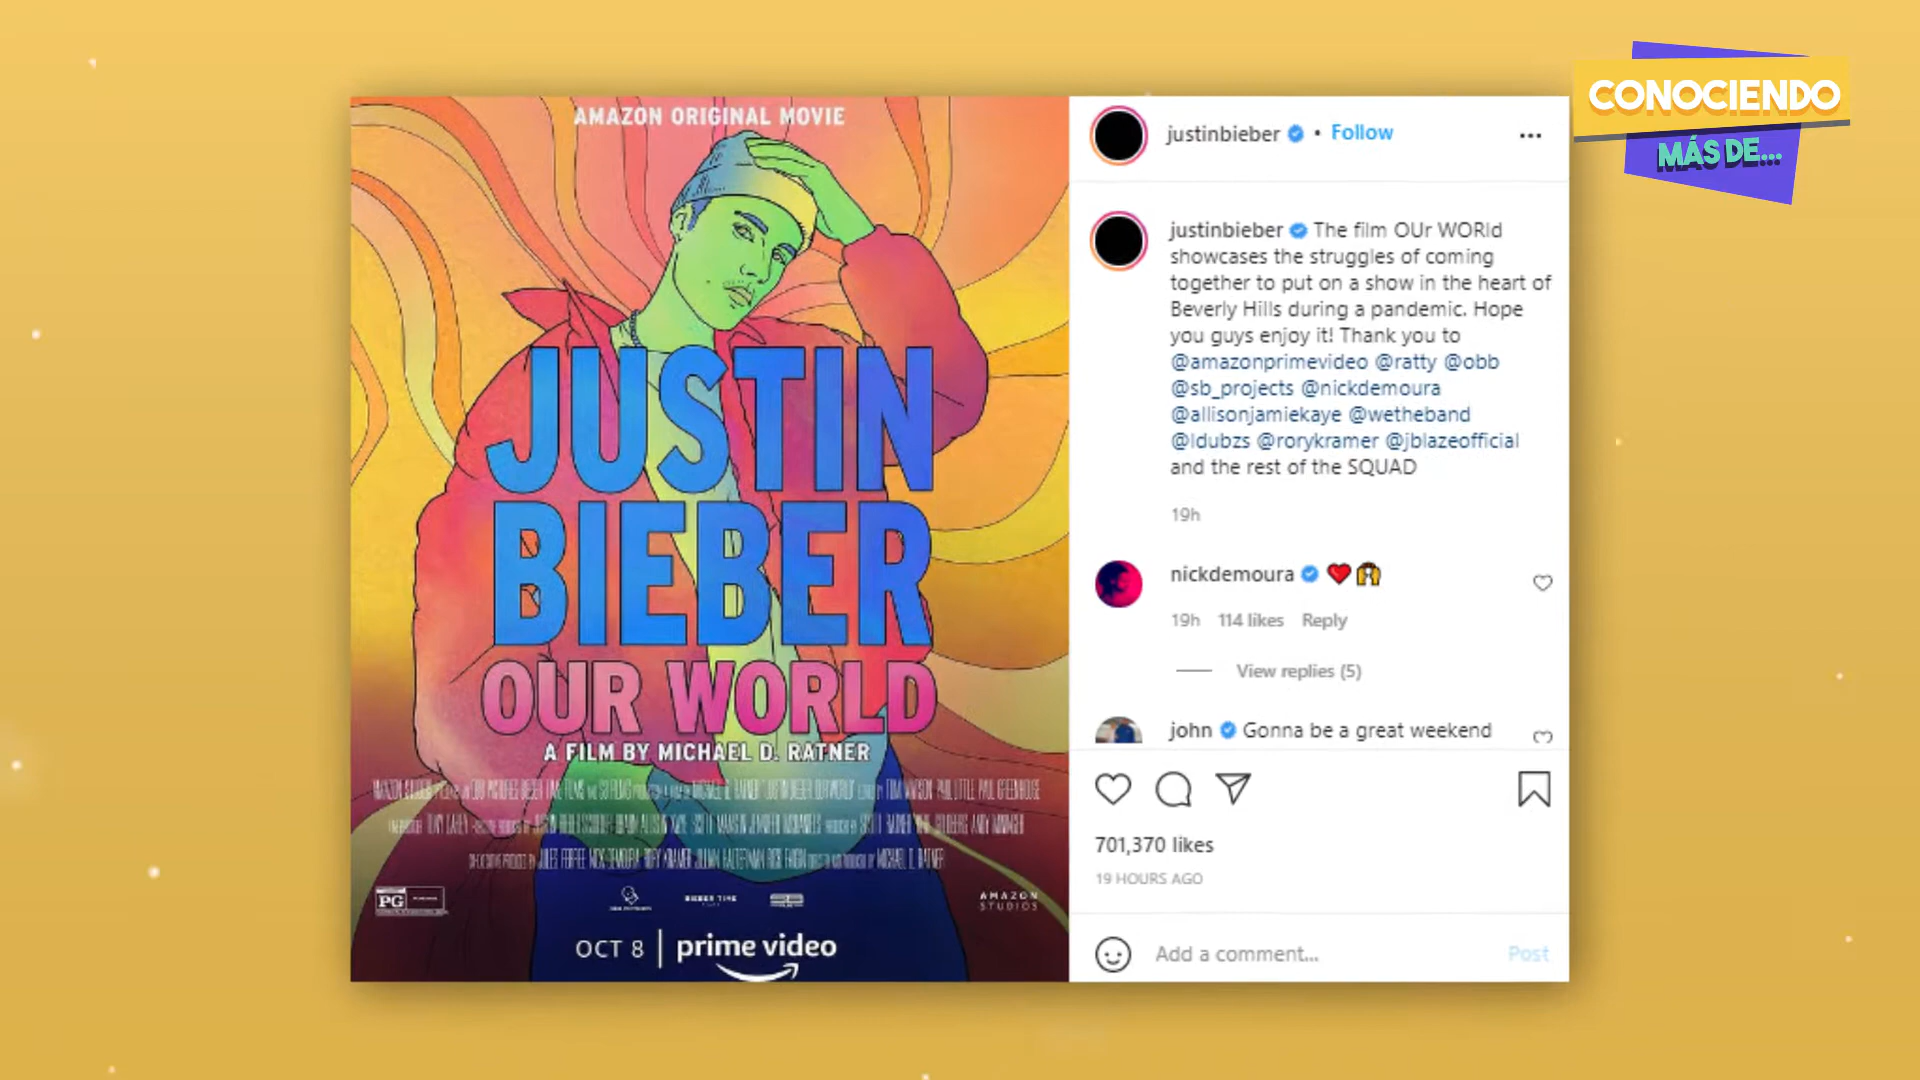 AMAZON ORIGINAL MOVIE
JUSTIN
BIEBER
OUR WORLD
A FILM BY MICHAEL D. RATNER
PG
BIEBER TIME
AMAZON
STUDIOS
OCT 8 | prime video
justinbieber • Follow
justinbieber The film OUr WORld
showcases the struggles of coming
together to put on a show in the heart of
Beverly Hills during a pandemic. Hope
you guys enjoy it! Thank you to
@amazonprimevideo @ratty @obb
@sb_projects @nickdemoura
@allisonjamiekaye @wetheband
@ldubzs @rorykramer @jblazeofficial
and the rest of the SQUAD
19h
nickdemoura ❤️🙌
19h 114 likes Reply
View replies (5)
john Gonna be a great weekend
701,370 likes
19 HOURS AGO
Add a comment... Post
CONOCIENDO
MÁS DE...